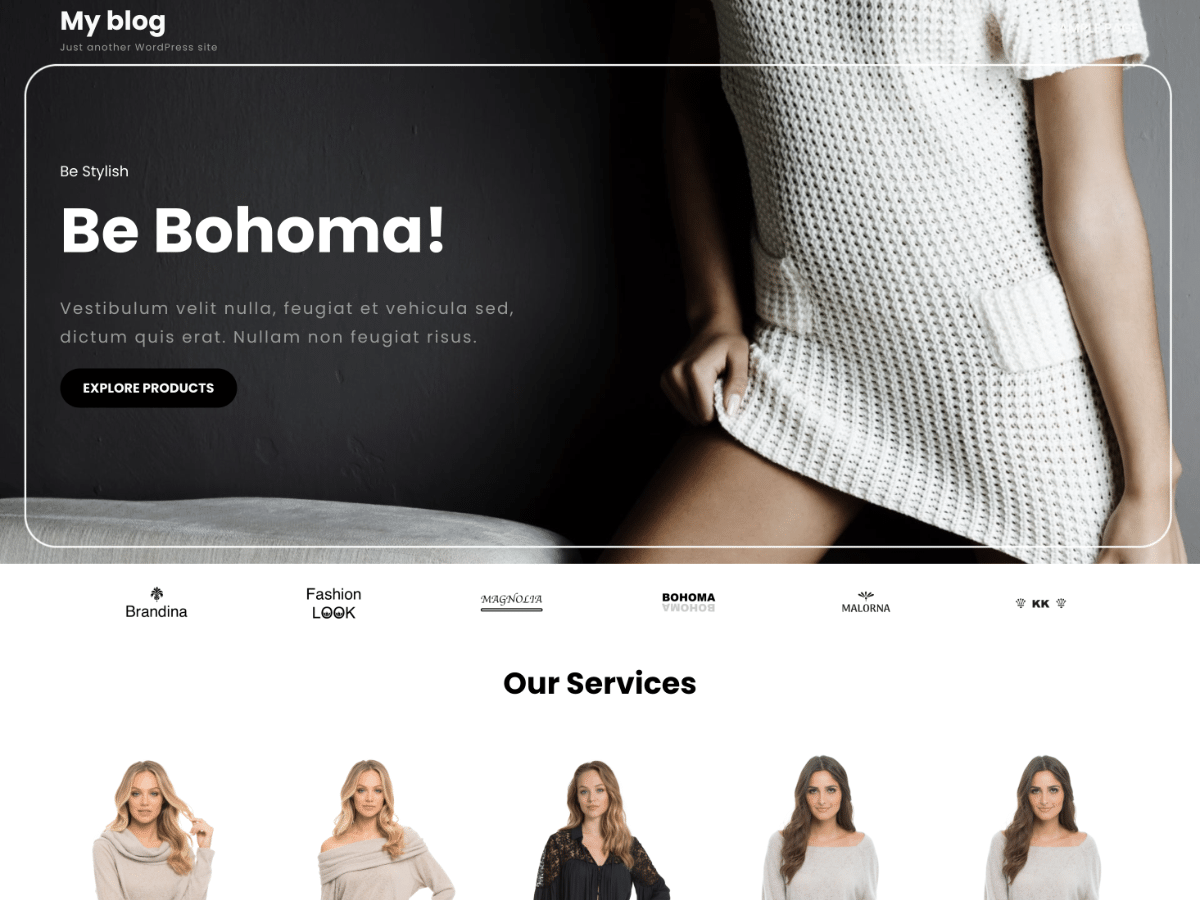 My blog
Just another WordPress site
Be Stylish
Be Bohoma!
Vestibulum velit nulla, feugiat et vehicula sed,
dictum quis erat. Nullam non feugiat risus.
EXPLORE PRODUCTS
Brandina
Fashion
LOOK
MAGNOLIA
BOHOMA
BOHOMA
MALORNA
KK
Our Services